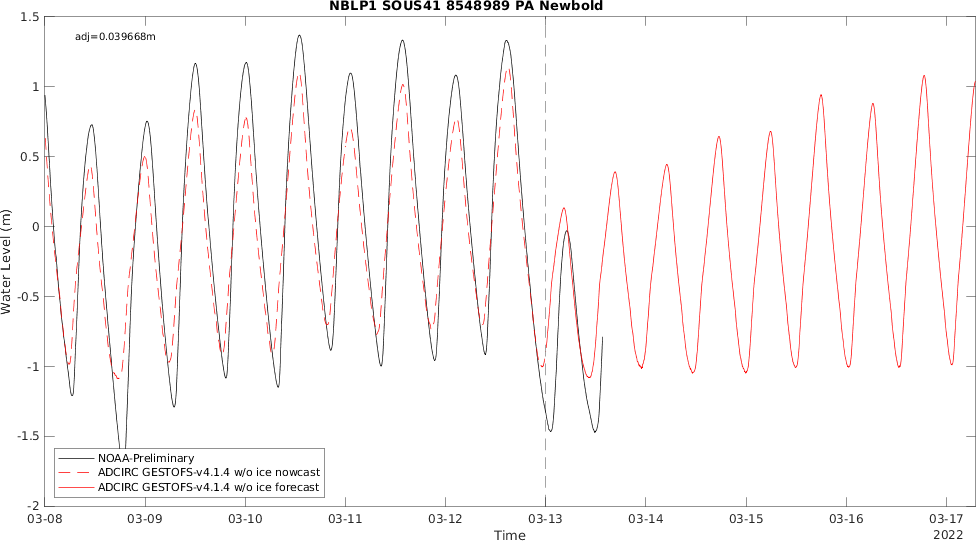 NBLP1 SOUS41 8548989 PA Newbold
adj=0.039668m
1.5
1
0.5
0
-0.5
-1
-1.5
-2
Water Level (m)
NOAA-Preliminary
ADCIRC GESTOFS-v4.1.4 w/o ice nowcast
ADCIRC GESTOFS-v4.1.4 w/o ice forecast
03-08 03-09 03-10 03-11 03-12 03-13 03-14 03-15 03-16 03-17
Time
2022